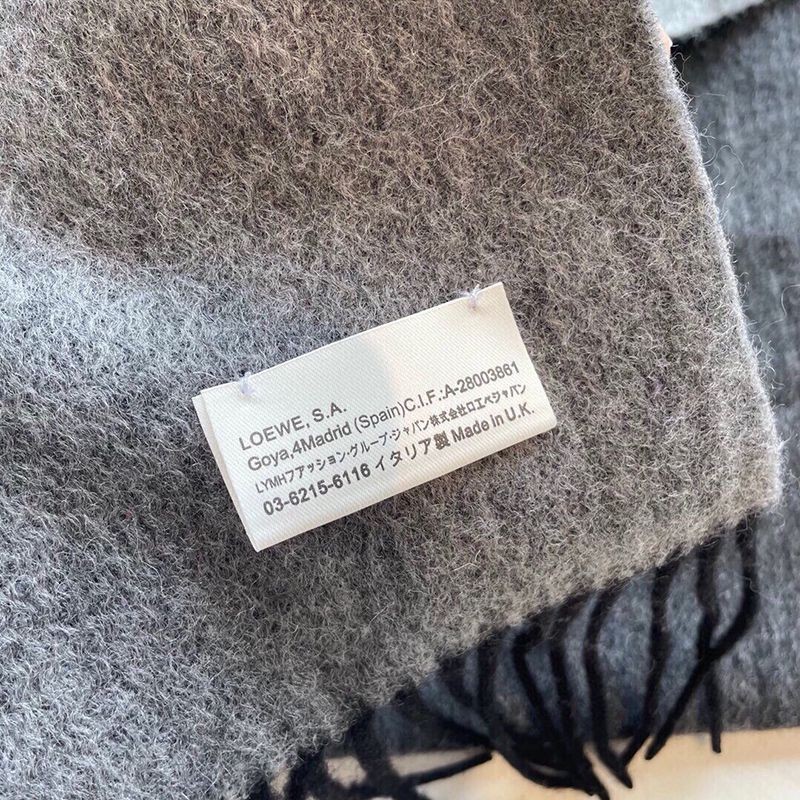 LOEWE, S.A.
Goya,4Madrid (Spain)C.I.F.:A-28003861
LYMHフアッション・グループ・ジャパン株式会社ロエベジャパン
03-6215-6116 イタリア製 Made in U.K.